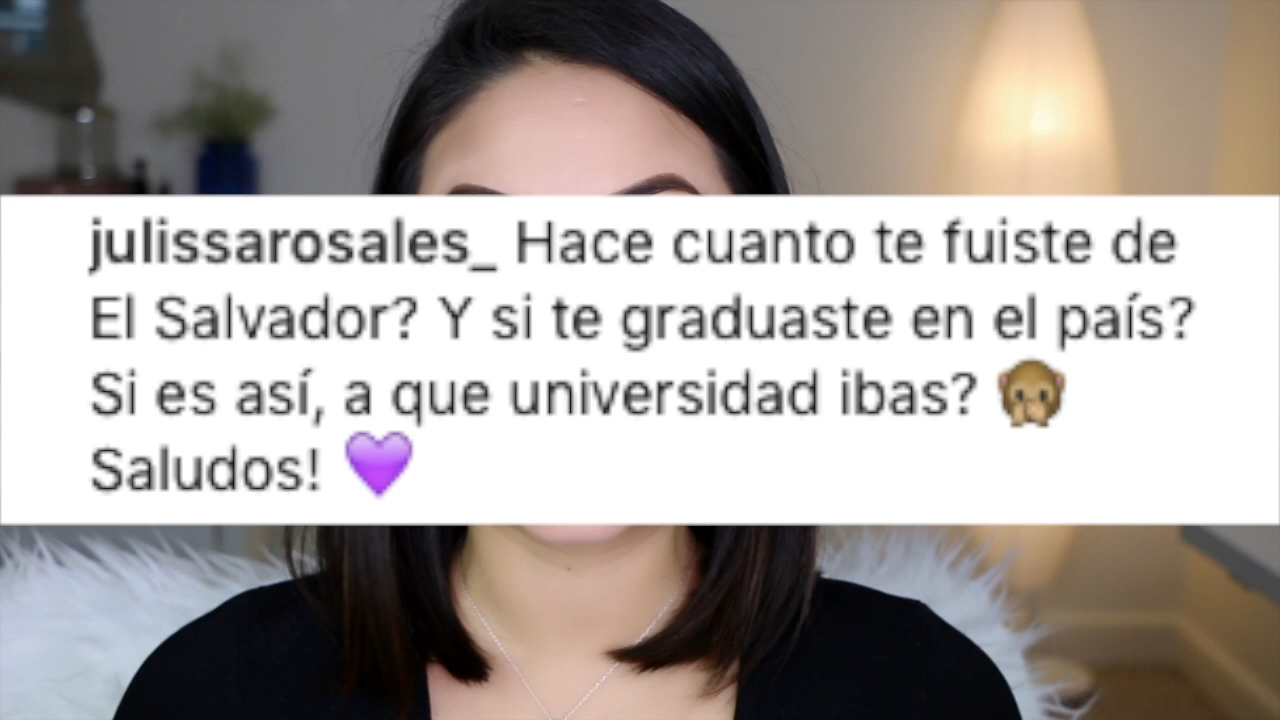 julissarosales_ Hace cuanto te fuiste de
El Salvador? Y si te graduaste en el país?
Si es así, a que universidad ibas? 🙊
Saludos! 💜